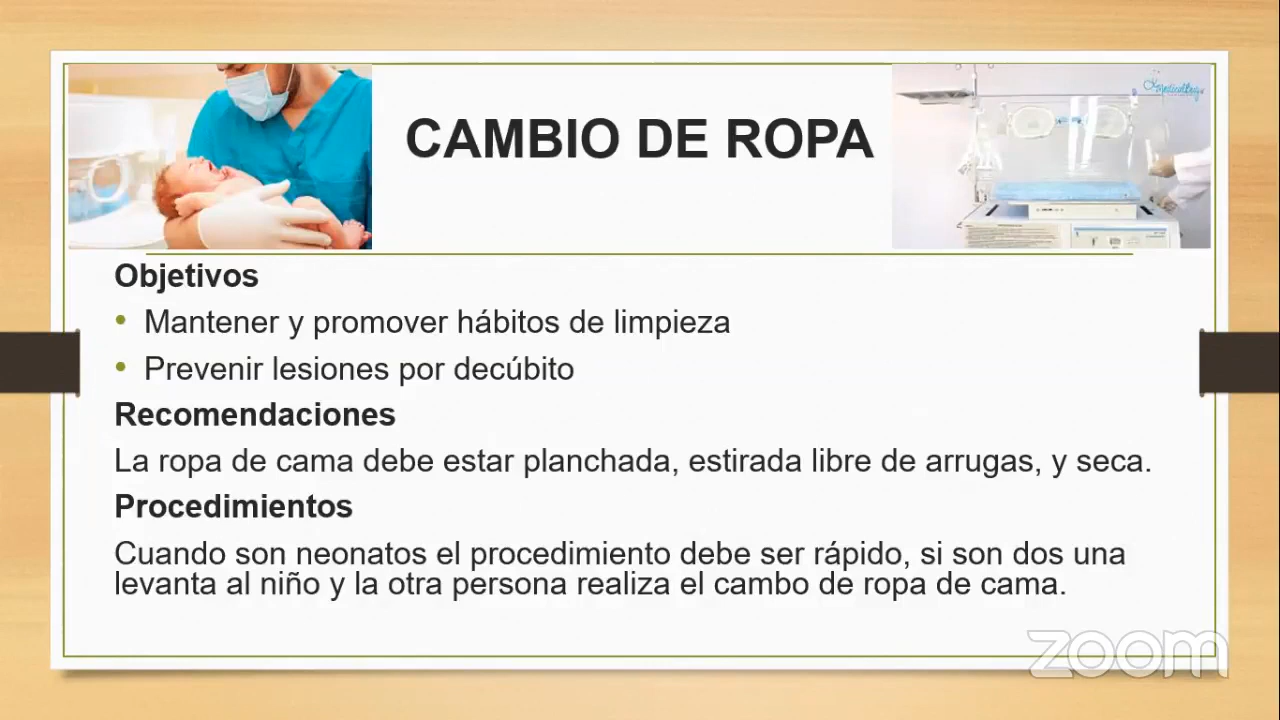 CAMBIO DE ROPA
Objetivos
• Mantener y promover hábitos de limpieza
• Prevenir lesiones por decúbito
Recomendaciones
La ropa de cama debe estar planchada, estirada libre de arrugas, y seca.
Procedimientos
Cuando son neonatos el procedimiento debe ser rápido, si son dos una
levanta al niño y la otra persona realiza el cambo de ropa de cama.
zoom